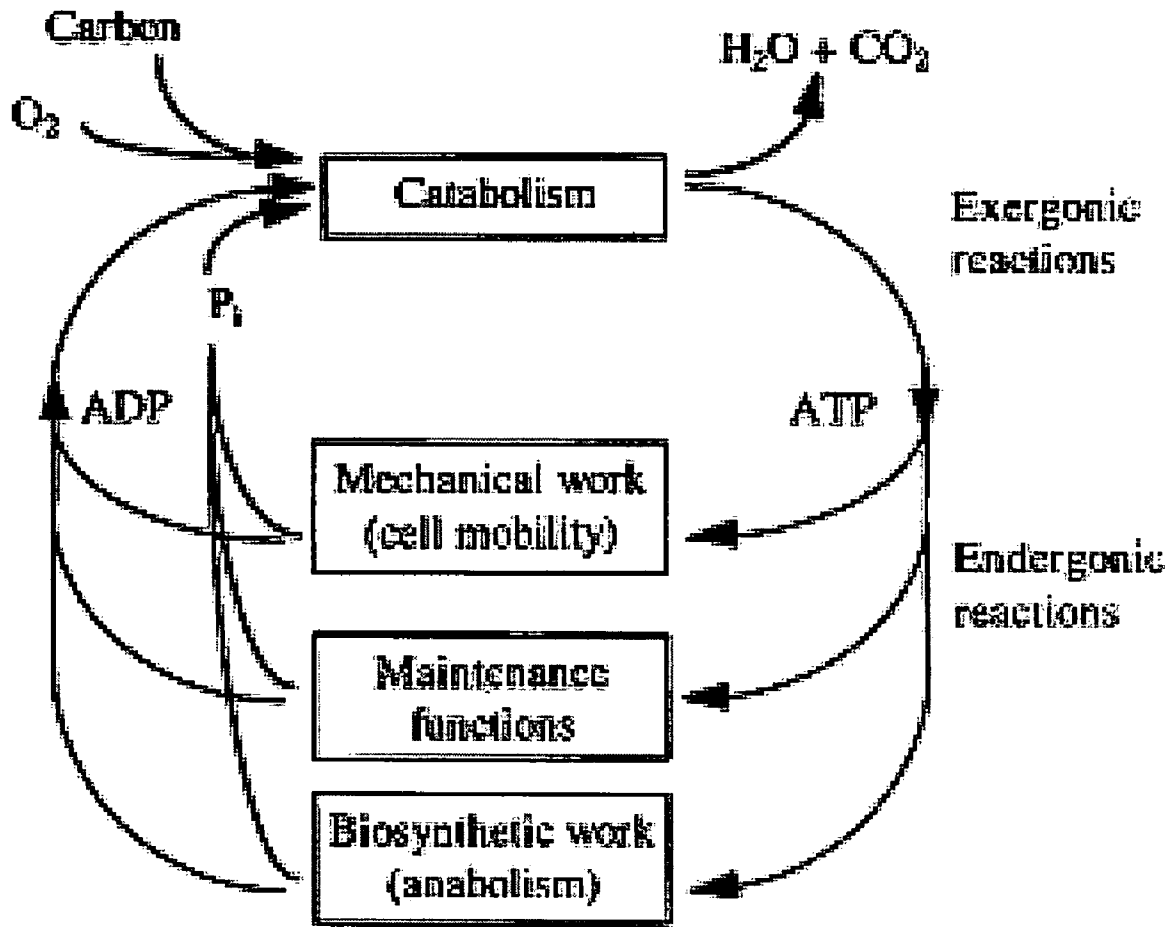 Carbon
H₂O + CO₂
O₂
Catabolism
Exergonic
reactions
Pᵢ
ADP
ATP
Mechanical work
(cell mobility)
Endergonic
reactions
Maintenance
functions
Biosynthetic work
(anabolism)